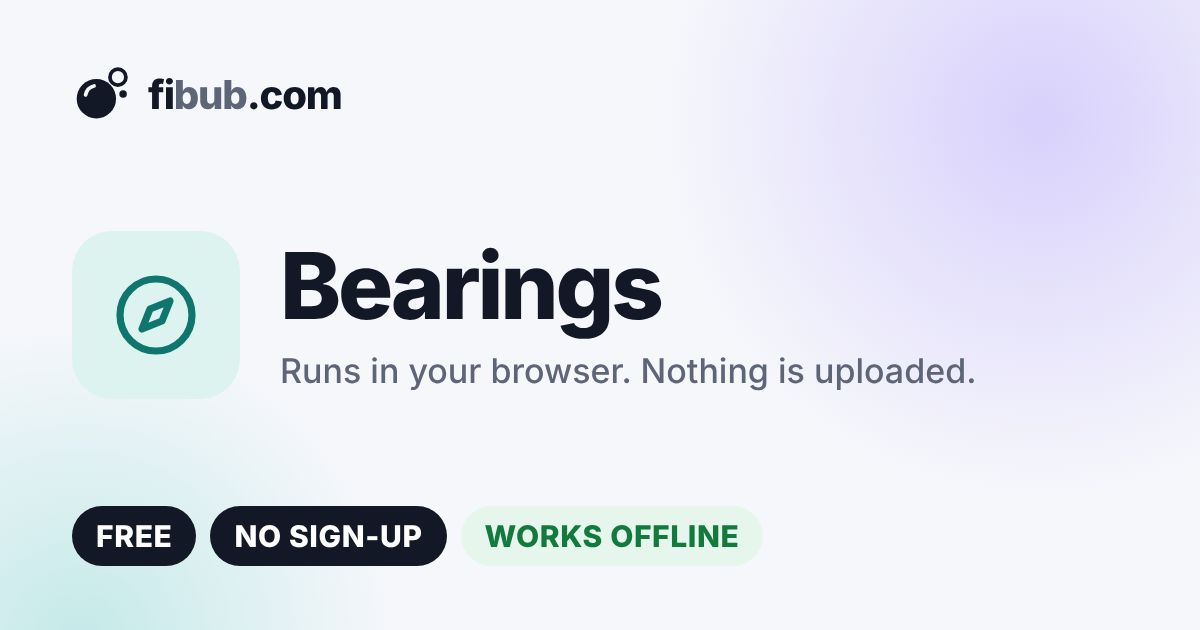 fibub.com
Bearings
Runs in your browser. Nothing is uploaded.
FREE NO SIGN-UP WORKS OFFLINE